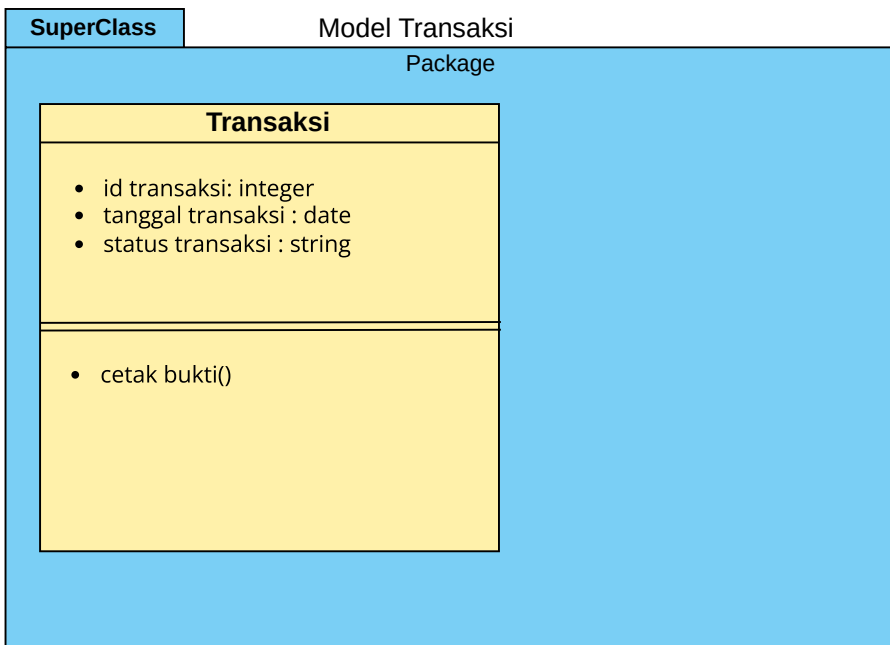 SuperClass
Model Transaksi
Package
Transaksi
• id transaksi: integer
• tanggal transaksi : date
• status transaksi : string
• cetak bukti()